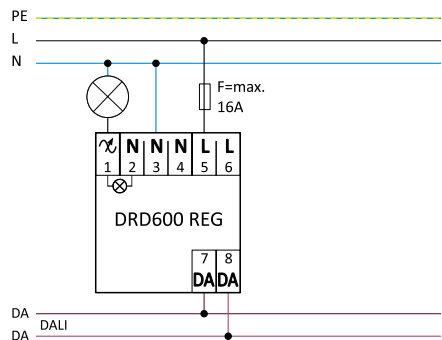 PE
L
N
F=max.
16A
N N N L L
1 2 3 4 5 6
DRD600 REG
7 8
DA DA
DA
DALI
DA